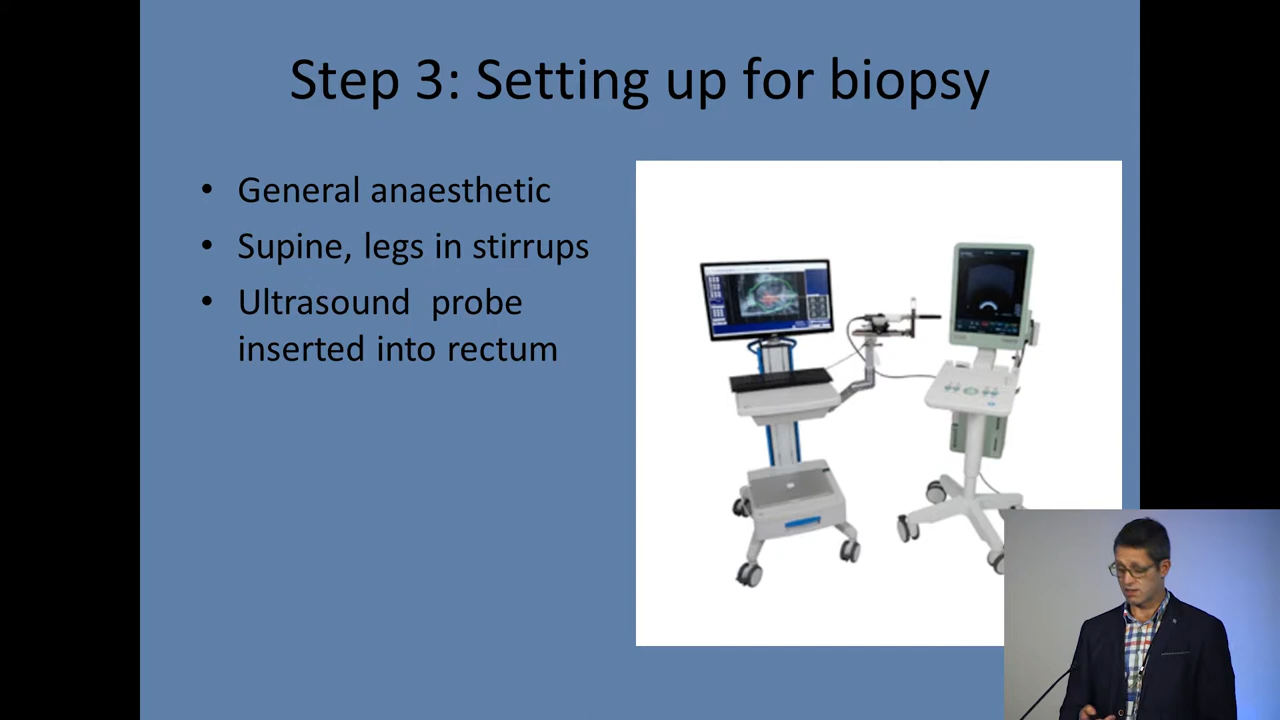 Step 3: Setting up for biopsy
• General anaesthetic
• Supine, legs in stirrups
• Ultrasound probe
inserted into rectum